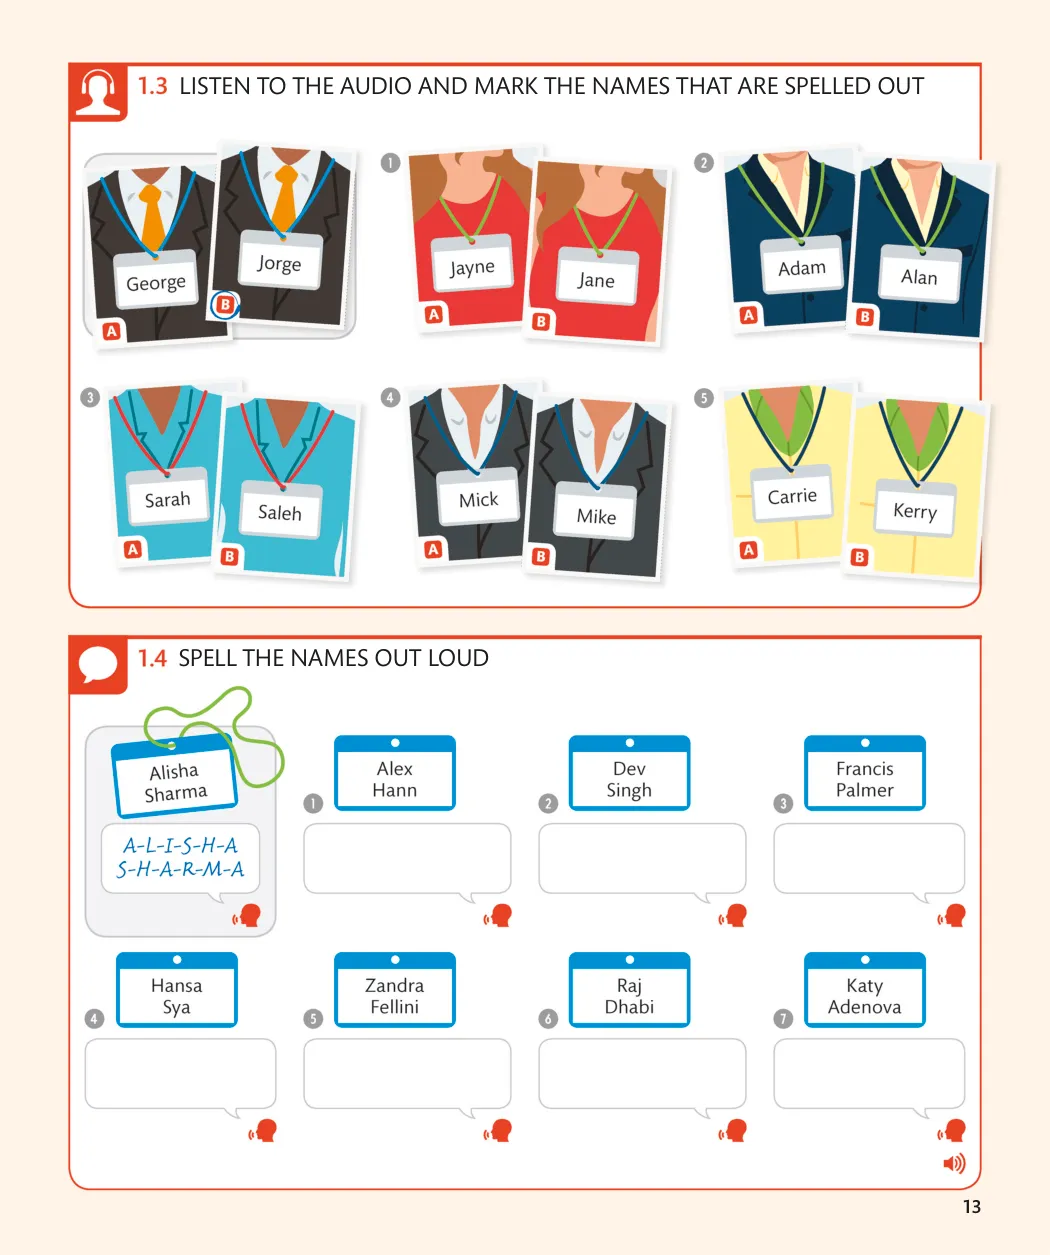 1.3 LISTEN TO THE AUDIO AND MARK THE NAMES THAT ARE SPELLED OUT
George
A
Jorge
B
1
Jayne
A
Jane
B
2
Adam
A
Alan
B
3
Sarah
A
Saleh
B
4
Mick
A
Mike
B
5
Carrie
A
Kerry
B
1.4 SPELL THE NAMES OUT LOUD
Alisha
Sharma
A-L-I-S-H-A
S-H-A-R-M-A
1
Alex
Hann
2
Dev
Singh
3
Francis
Palmer
4
Hansa
Sya
5
Zandra
Fellini
6
Raj
Dhabi
7
Katy
Adenova
13